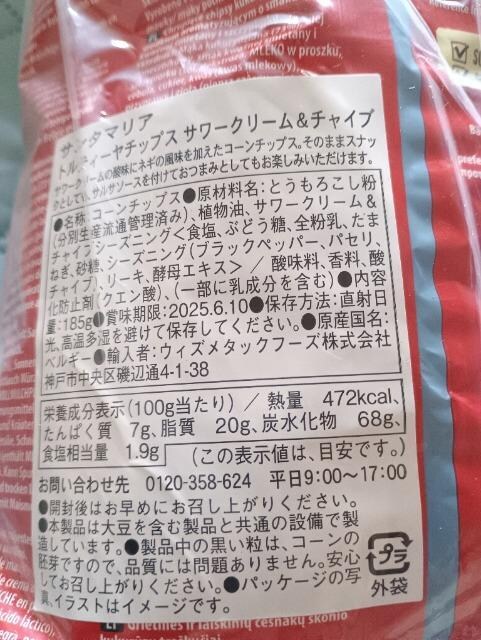 MLEKO w proszku,
mlekowy).
サンタマリア
トルティーヤチップス サワークリーム＆チャイブ
サワークリームの酸味にネギの風味を加えたコーンチップス。そのままスナッ
クとして、サルサソースを付けておつまみとしてもお楽しみいただけます。
●名称:コーンチップス●原材料名:とうもろこし粉
(分別生産流通管理済み)、植物油、サワークリーム＆
チャイブシーズニング＜食塩、ぶどう糖、全粉乳、たま
ねぎ、砂糖、シーズニング(ブラックペッパー、パセリ、
チャイブ)、リーキ、酵母エキス＞ / 酸味料、香料、酸
化防止剤(クエン酸)、(一部に乳成分を含む)●内容
量:185g●賞味期限:2025.6.10●保存方法:直射日
光、高温多湿を避けて保存してください。●原産国名:
ベルギー●輸入者:ウィズメタックフーズ株式会社
神戸市中央区磯辺通4-1-38
栄養成分表示(100g当たり) / 熱量 472kcal、
たんぱく質 7g、脂質 20g、炭水化物 68g、
食塩相当量 1.9g (この表示値は、目安です。)
お問い合わせ先 0120-358-624 平日9:00〜17:00
●開封後はお早めにお召し上がりください。
●本製品は大豆を含む製品と共通の設備で製
造しています。●製品中の黒い粒は、コーンの
胚芽ですので、品質には問題ありません。安心
してお召し上がりください。●パッケージの写
真、イラストはイメージです。
プラ
外袋
LT Grietinės ir laiškinių česnakų skonio